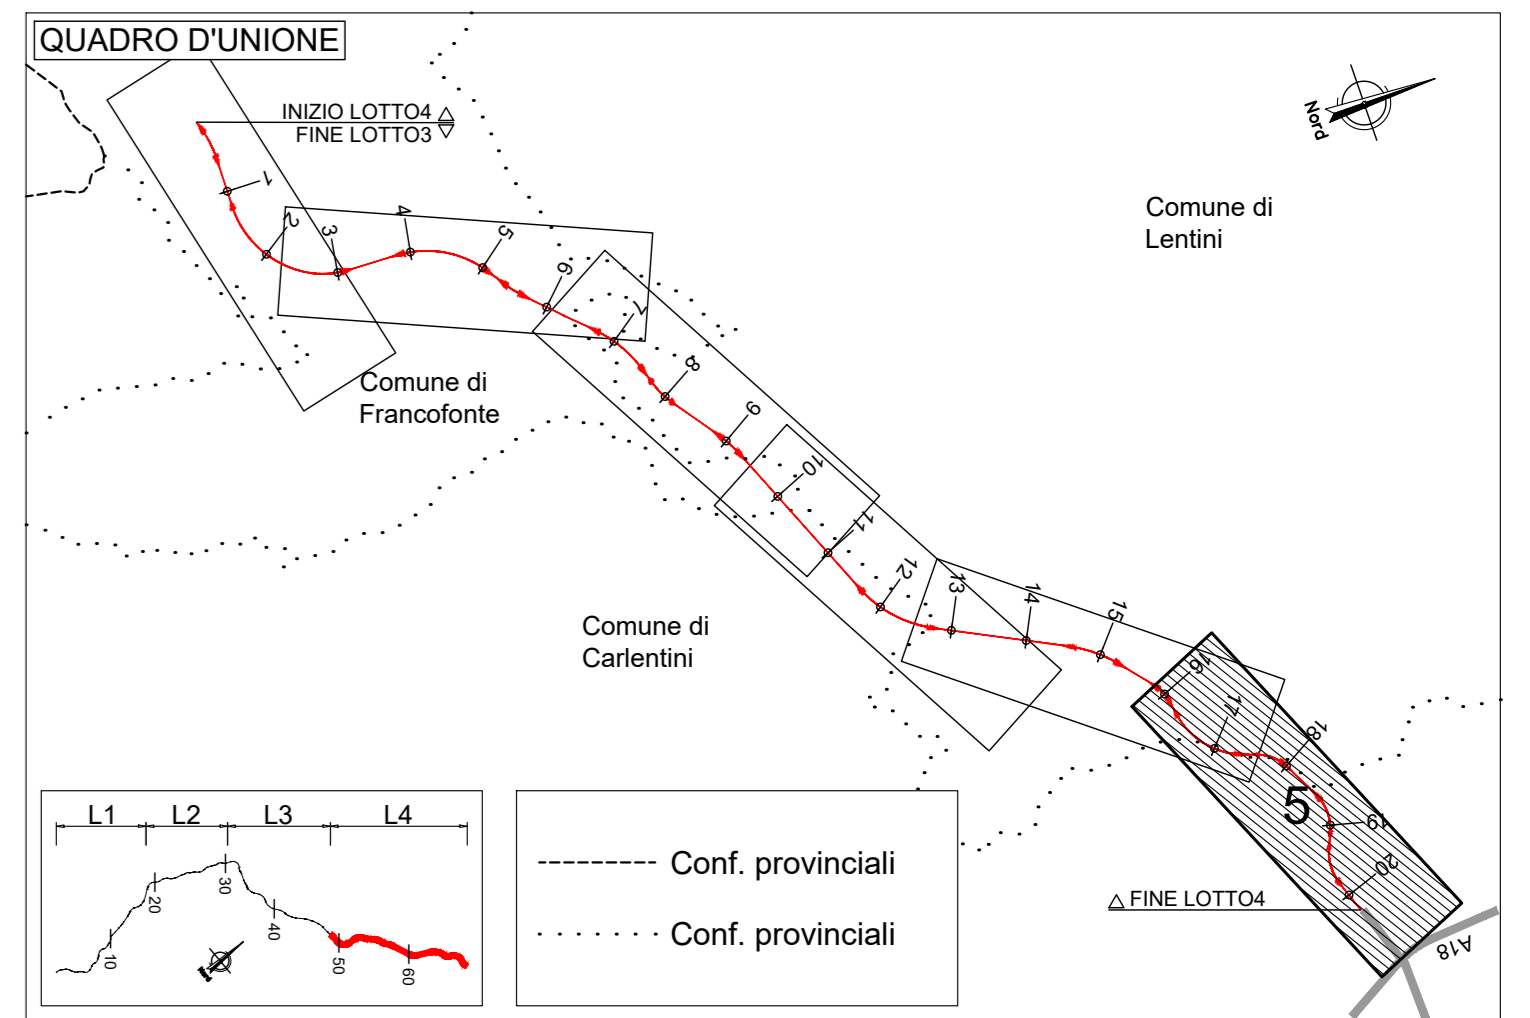 QUADRO D'UNIONE
INIZIO LOTTO4
FINE LOTTO3
Nord
Comune di
Lentini
1
2
3
4
5
6
7
8
9
10
11
12
13
14
15
16
17
18
19
20
Comune di
Francofonte
Comune di
Carlentini
5
FINE LOTTO4
A18
L1 L2 L3 L4
10
20
30
40
50
60
Nord
Conf. provinciali
Conf. provinciali